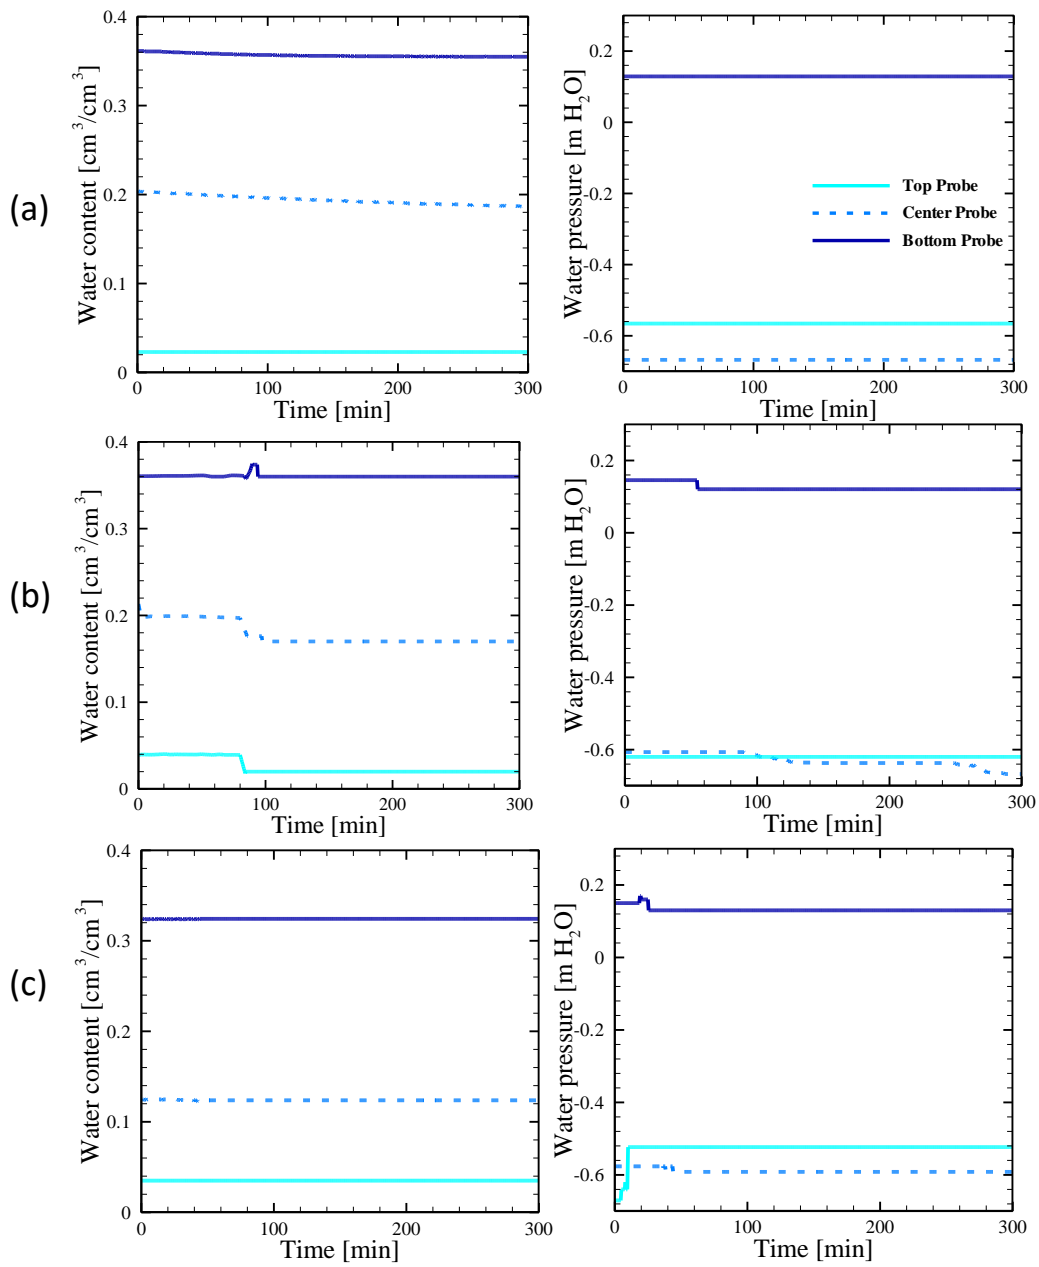 (a)
Water content [cm³/cm³]
0.4
0.3
0.2
0.1
0
0 100 200 300
Time [min]
Water pressure [m H₂O]
0.2
0
-0.2
-0.4
-0.6
Top Probe
Center Probe
Bottom Probe
0 100 200 300
Time [min]
(b)
Water content [cm³/cm³]
0.4
0.3
0.2
0.1
0
0 100 200 300
Time [min]
Water pressure [m H₂O]
0.2
0
-0.2
-0.4
-0.6
0 100 200 300
Time [min]
(c)
Water content [cm³/cm³]
0.4
0.3
0.2
0.1
0
0 100 200 300
Time [min]
Water pressure [m H₂O]
0.2
0
-0.2
-0.4
-0.6
0 100 200 300
Time [min]